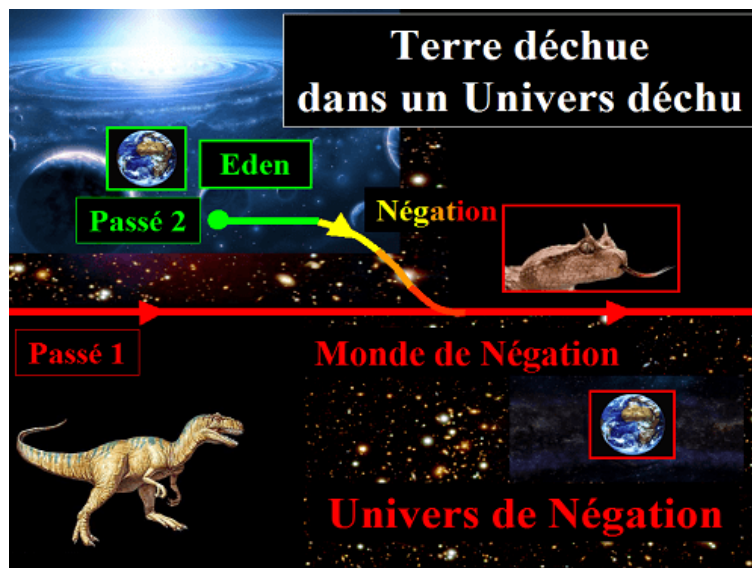 Terre déchue
dans un Univers déchu
Eden
Passé 2
Négation
Passé 1
Monde de Négation
Univers de Négation